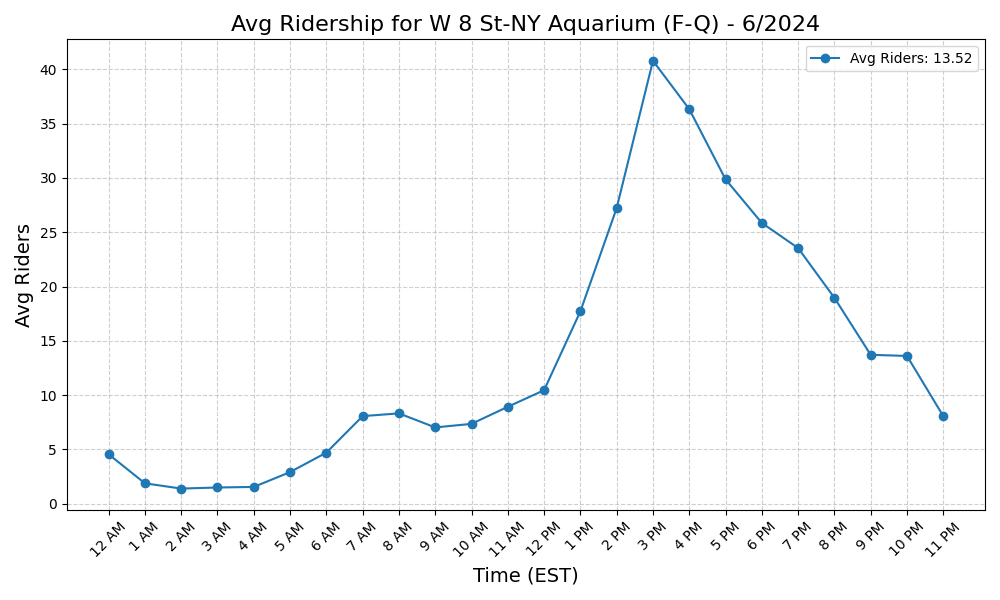 Avg Ridership for W 8 St-NY Aquarium (F-Q) - 6/2024
Avg Riders: 13.52
Avg Riders
40
35
30
25
20
15
10
5
0
12 AM
1 AM
2 AM
3 AM
4 AM
5 AM
6 AM
7 AM
8 AM
9 AM
10 AM
11 AM
12 PM
1 PM
2 PM
3 PM
4 PM
5 PM
6 PM
7 PM
8 PM
9 PM
10 PM
11 PM
Time (EST)